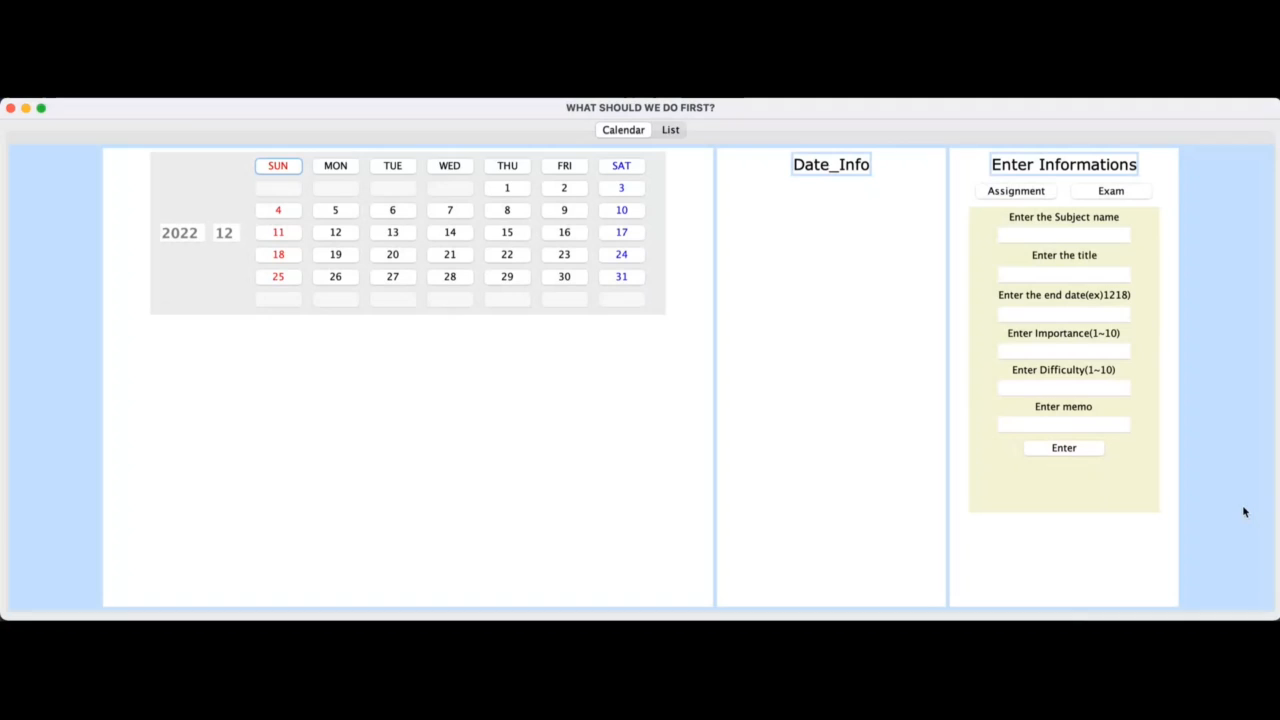 WHAT SHOULD WE DO FIRST?
Calendar List
SUN MON TUE WED THU FRI SAT
1 2 3
4 5 6 7 8 9 10
2022 12
11 12 13 14 15 16 17
18 19 20 21 22 23 24
25 26 27 28 29 30 31
Date_Info
Enter Informations
Assignment Exam
Enter the Subject name
Enter the title
Enter the end date(ex)1218)
Enter Importance(1~10)
Enter Difficulty(1~10)
Enter memo
Enter